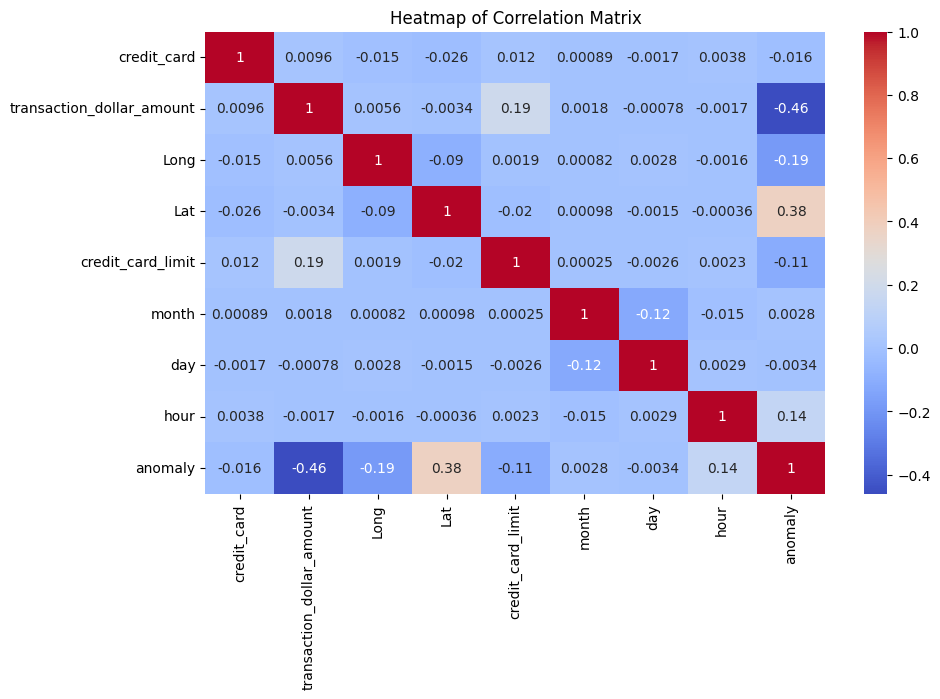 Heatmap of Correlation Matrix
credit_card 1 0.0096 -0.015 -0.026 0.012 0.00089 -0.0017 0.0038 -0.016
transaction_dollar_amount 0.0096 1 0.0056 -0.0034 0.19 0.0018 -0.00078 -0.0017 -0.46
Long -0.015 0.0056 1 -0.09 0.0019 0.00082 0.0028 -0.0016 -0.19
Lat -0.026 -0.0034 -0.09 1 -0.02 0.00098 -0.0015 -0.00036 0.38
credit_card_limit 0.012 0.19 0.0019 -0.02 1 0.00025 -0.0026 0.0023 -0.11
month 0.00089 0.0018 0.00082 0.00098 0.00025 1 -0.12 -0.015 0.0028
day -0.0017 -0.00078 0.0028 -0.0015 -0.0026 -0.12 1 0.0029 -0.0034
hour 0.0038 -0.0017 -0.0016 -0.00036 0.0023 -0.015 0.0029 1 0.14
anomaly -0.016 -0.46 -0.19 0.38 -0.11 0.0028 -0.0034 0.14 1
credit_card
transaction_dollar_amount
Long
Lat
credit_card_limit
month
day
hour
anomaly
1.0
0.8
0.6
0.4
0.2
0.0
−0.2
−0.4